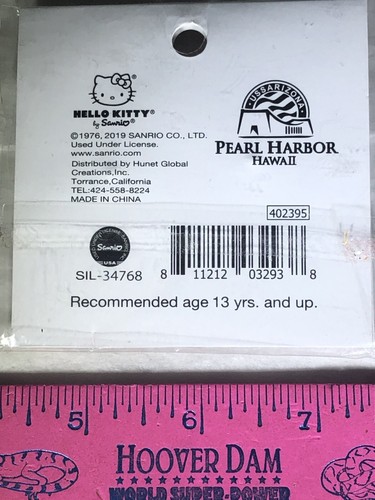 HELLO KITTY®
by Sanrio®
©1976, 2019 SANRIO CO., LTD.
Used Under License.
www.sanrio.com
Distributed by Hunet Global
Creations,Inc.
Torrance,California
TEL:424-558-8224
MADE IN CHINA
USS ARIZONA
PEARL HARBOR
HAWAII
402395
Sanrio
USA
SIL-34768
8 11212 03293 8
Recommended age 13 yrs. and up.
5 6 7
HOOVER DAM
WORLD SUPER-POWER